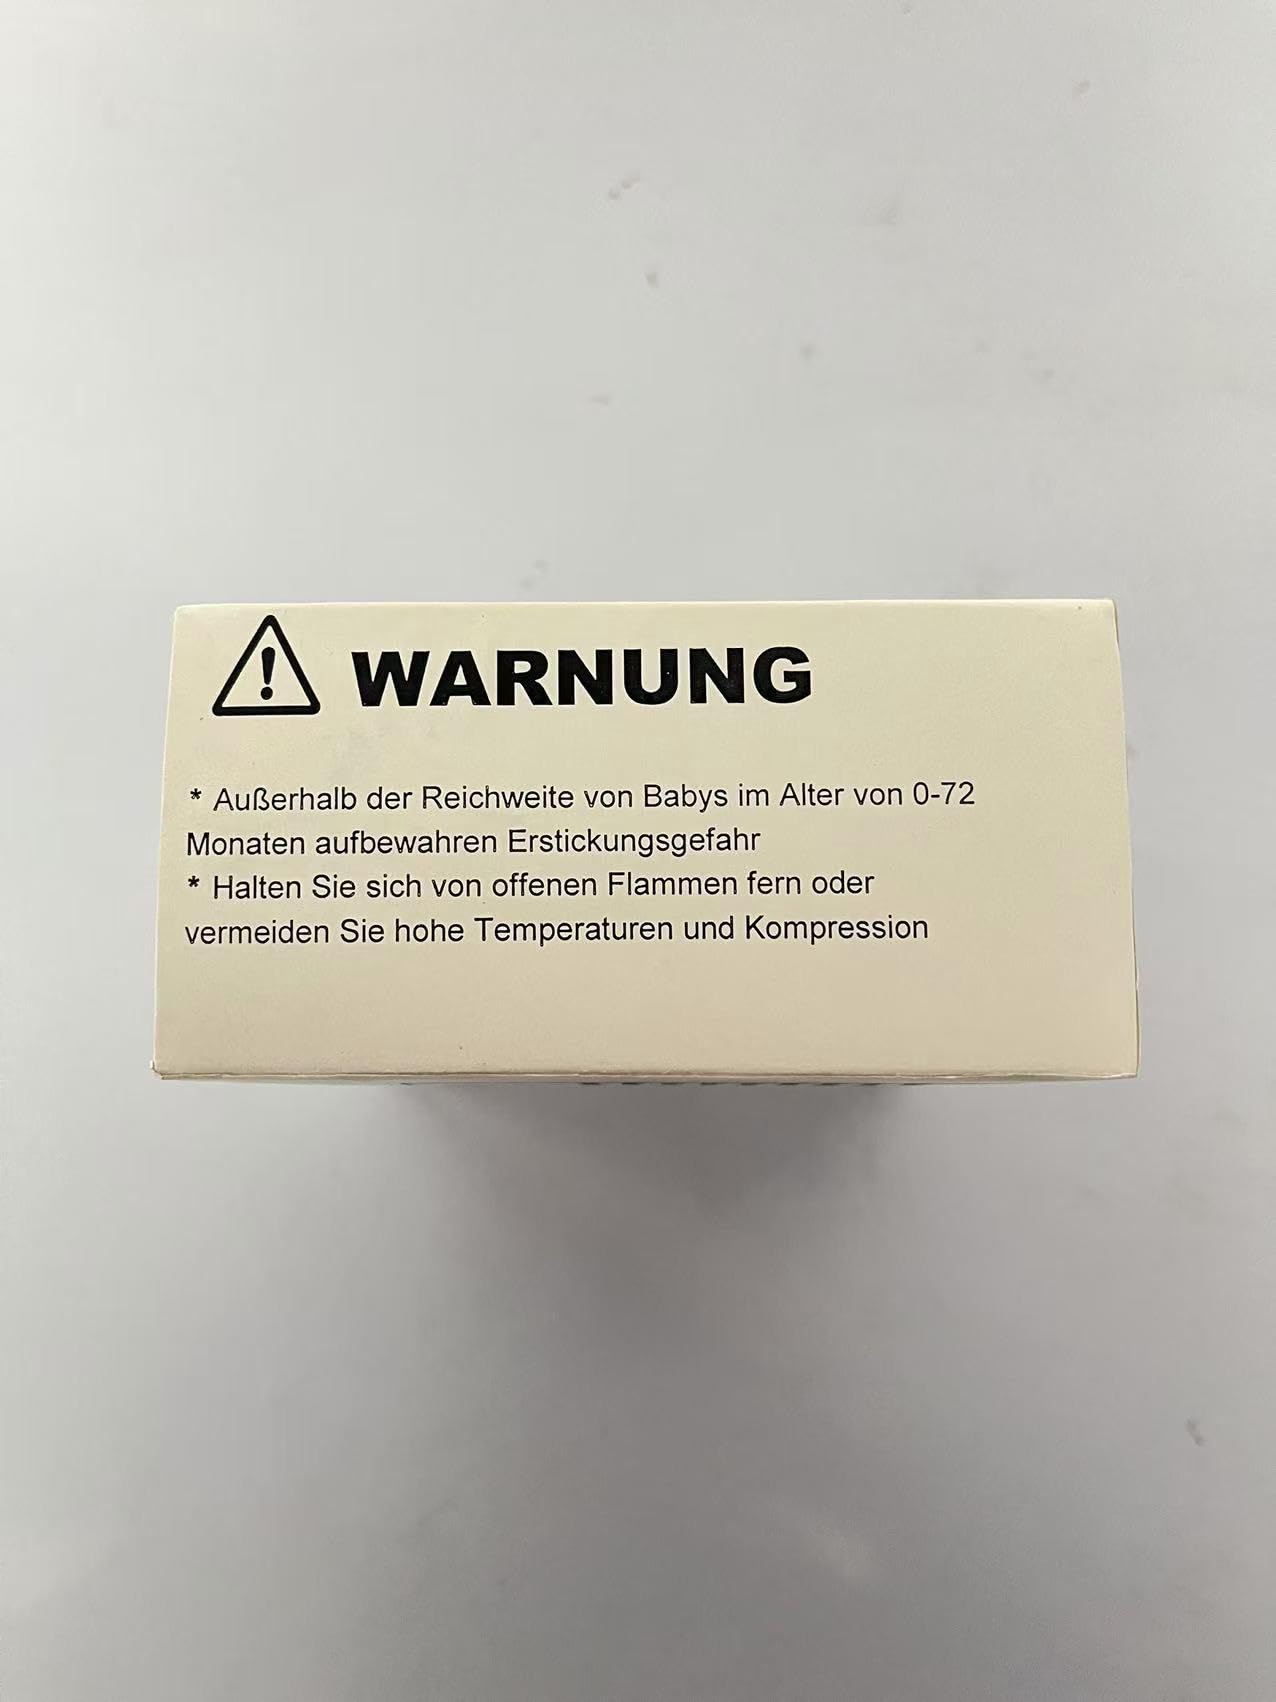 WARNUNG
* Außerhalb der Reichweite von Babys im Alter von 0-72
Monaten aufbewahren Erstickungsgefahr
* Halten Sie sich von offenen Flammen fern oder
vermeiden Sie hohe Temperaturen und Kompression